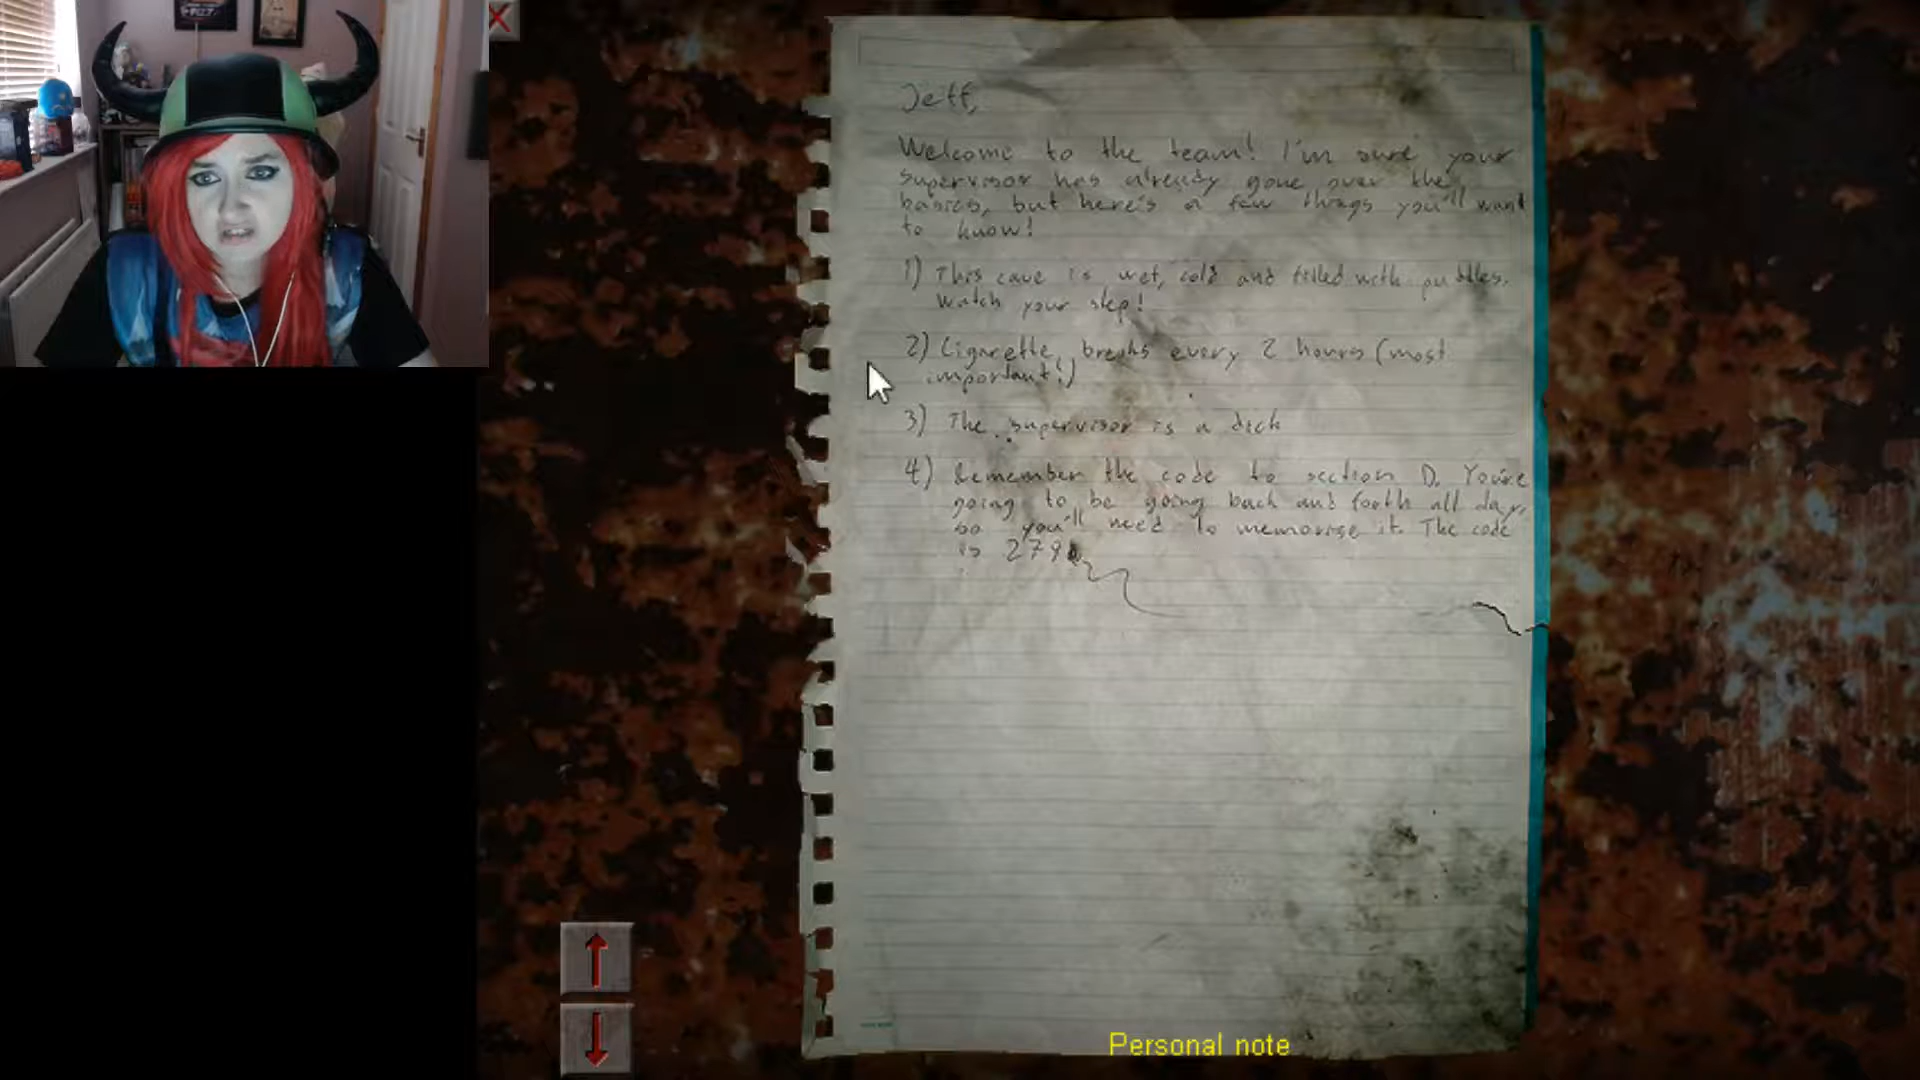 Jeff,
Welcome to the team! I'm sure your
supervisor has already gone over the
basics, but here's a few things you'll want
to know!
1) This cave is wet, cold and filled with puddles.
Watch your step!
2) Cigarette breaks every 2 hours (most
important!)
3) The supervisor is a dick
4) Remember the code to section D. You're
going to be going back and forth all day,
so you'll need to memorise it. The code
is 279
Personal note